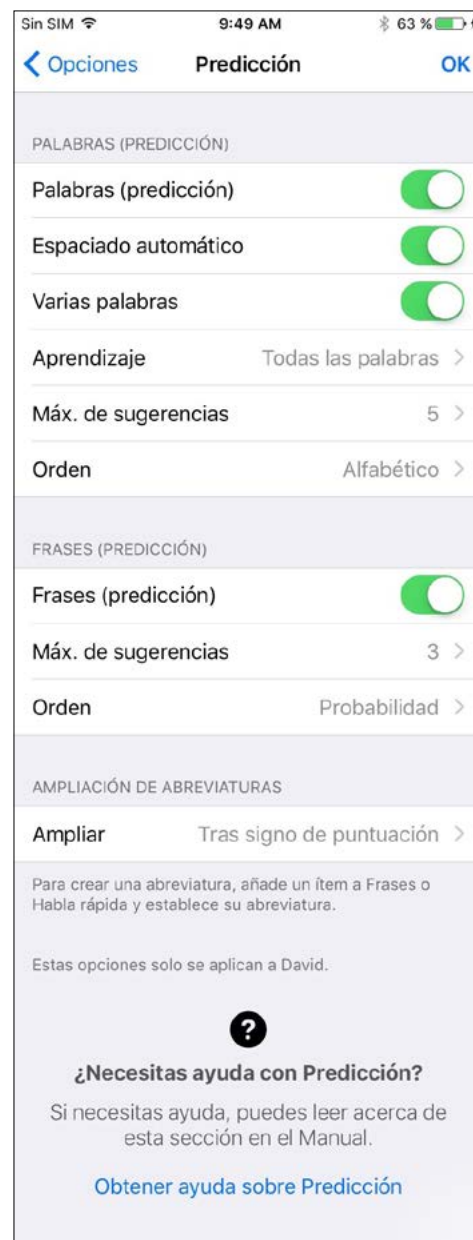 Sin SIM 9:49 AM 63 %
Opciones Predicción OK
PALABRAS (PREDICCIÓN)
Palabras (predicción)
Espaciado automático
Varias palabras
Aprendizaje Todas las palabras
Máx. de sugerencias 5
Orden Alfabético
FRASES (PREDICCIÓN)
Frases (predicción)
Máx. de sugerencias 3
Orden Probabilidad
AMPLIACIÓN DE ABREVIATURAS
Ampliar Tras signo de puntuación
Para crear una abreviatura, añade un ítem a Frases o
Habla rápida y establece su abreviatura.
Estas opciones solo se aplican a David.
?
¿Necesitas ayuda con Predicción?
Si necesitas ayuda, puedes leer acerca de
esta sección en el Manual.
Obtener ayuda sobre Predicción